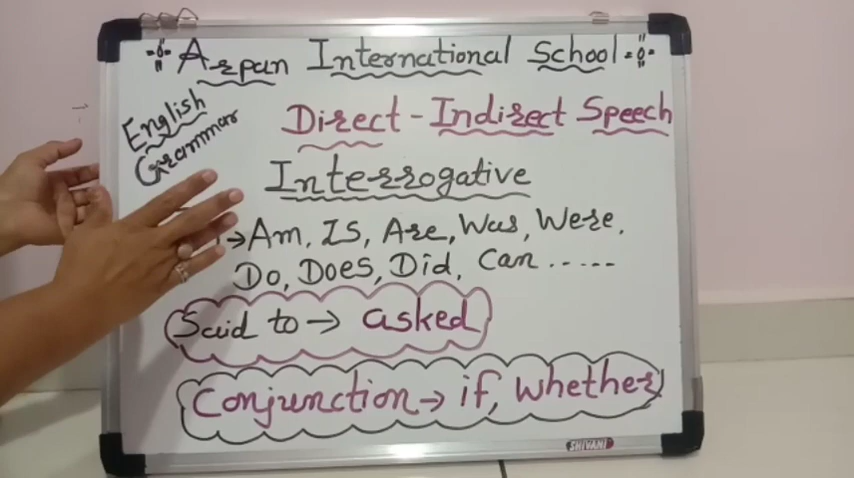 Arpan International School
English
Grammar
Direct - Indirect Speech
Interrogative
→ Am, Is, Are, Was, Were,
Do, Does, Did, Can ......
Said to → asked
Conjunction → if, whether
SHIVANI